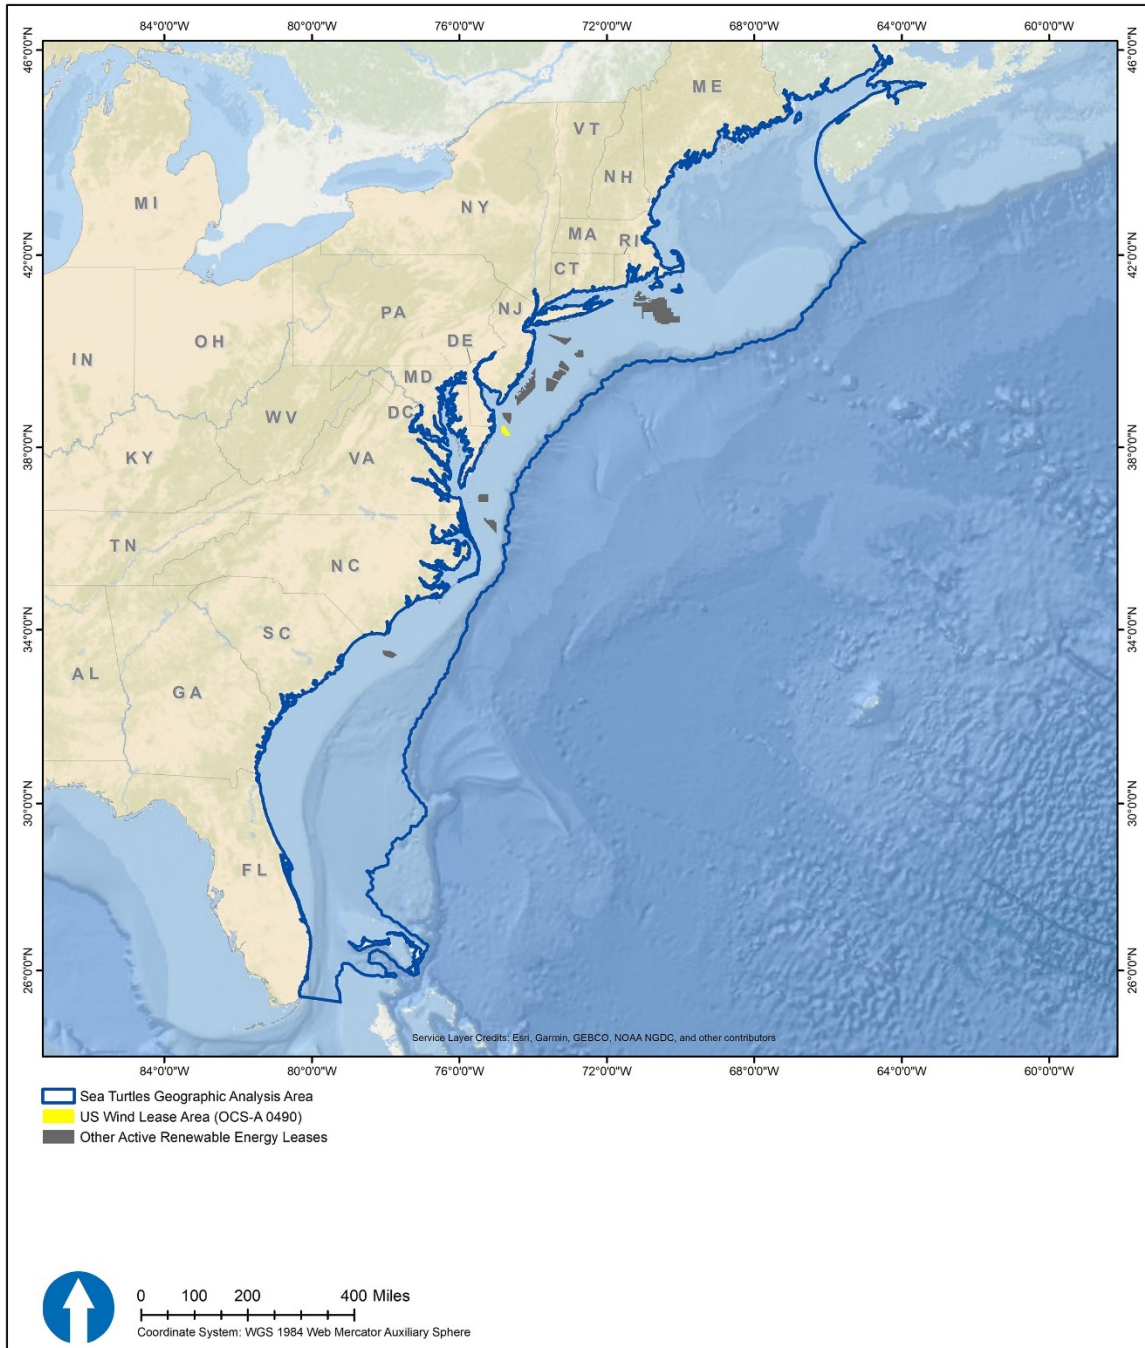 84°0'0"W 80°0'0"W 76°0'0"W 72°0'0"W 68°0'0"W 64°0'0"W 60°0'0"W
46°0'0"N 46°0'0"N
ME
VT
NH
MI NY
MA RI
42°0'0"N 42°0'0"N
CT
PA NJ
OH DE
IN
MD
WV DC
38°0'0"N 38°0'0"N
KY VA
TN
NC
34°0'0"N 34°0'0"N
SC
AL
GA
30°0'0"N 30°0'0"N
FL
26°0'0"N 26°0'0"N
Service Layer Credits: Esri, Garmin, GEBCO, NOAA NGDC, and other contributors
84°0'0"W 80°0'0"W 76°0'0"W 72°0'0"W 68°0'0"W 64°0'0"W 60°0'0"W
Sea Turtles Geographic Analysis Area
US Wind Lease Area (OCS-A 0490)
Other Active Renewable Energy Leases
0 100 200 400 Miles
Coordinate System: WGS 1984 Web Mercator Auxiliary Sphere